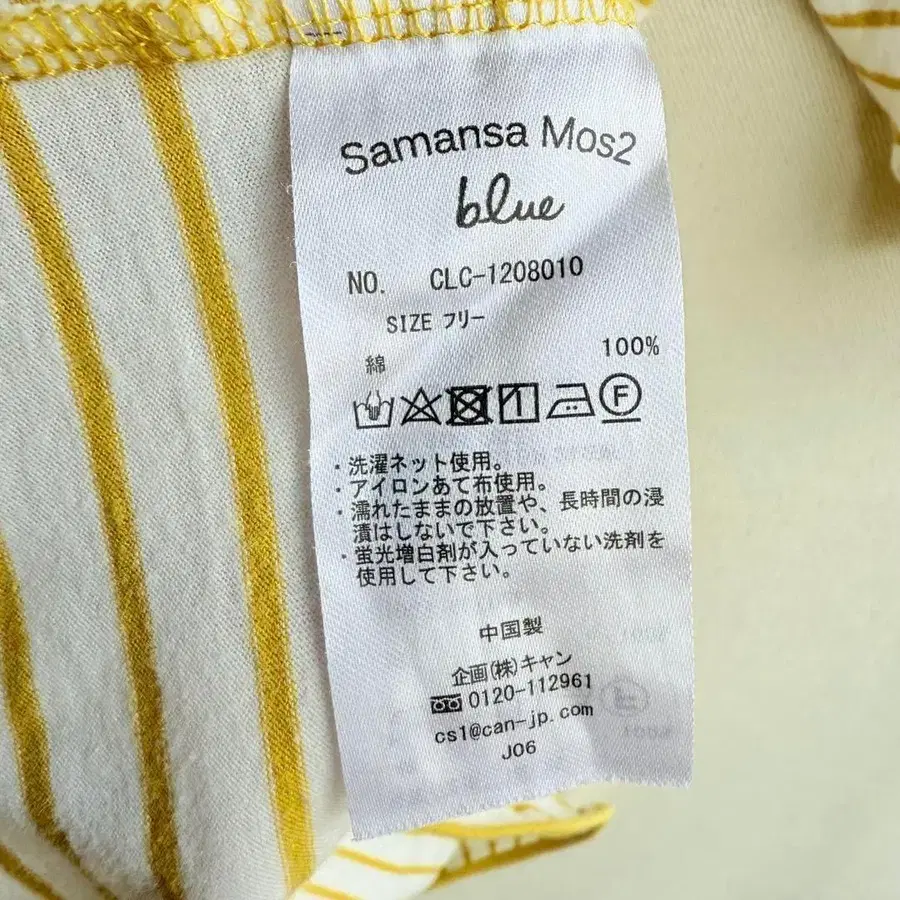 Samansa Mos2
blue
NO. CLC-1208010
SIZE フリー
綿 100%
F
・洗濯ネット使用。
・アイロンあて布使用。
・濡れたままの放置や、長時間の浸
漬はしないで下さい。
・蛍光増白剤が入っていない洗剤を
使用して下さい。
中国製
企画(株)キャン
0120-112961
cs1@can-jp.com
J06